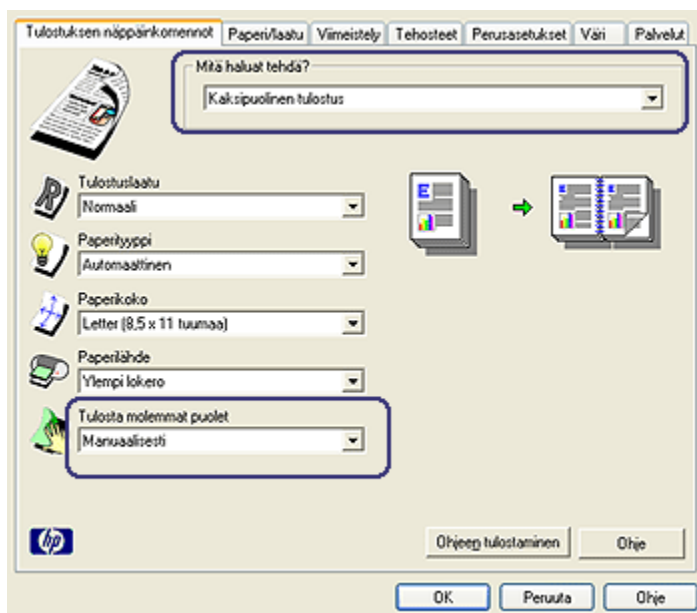 Tulostuksen näppäinkomennot Paperi/laatu Viimeistely Tehosteet Perusasetukset Väri Palvelut
Mitä haluat tehdä?
Kaksipuolinen tulostus
Tulostuslaatu
Normaali
Paperityyppi
Automaattinen
Paperikoko
Letter (8,5 x 11 tuumaa)
Paperilähde
Ylempi lokero
Tulosta molemmat puolet
Manuaalisesti
hp
Ohjeen tulostaminen Ohje
OK Peruuta Ohje